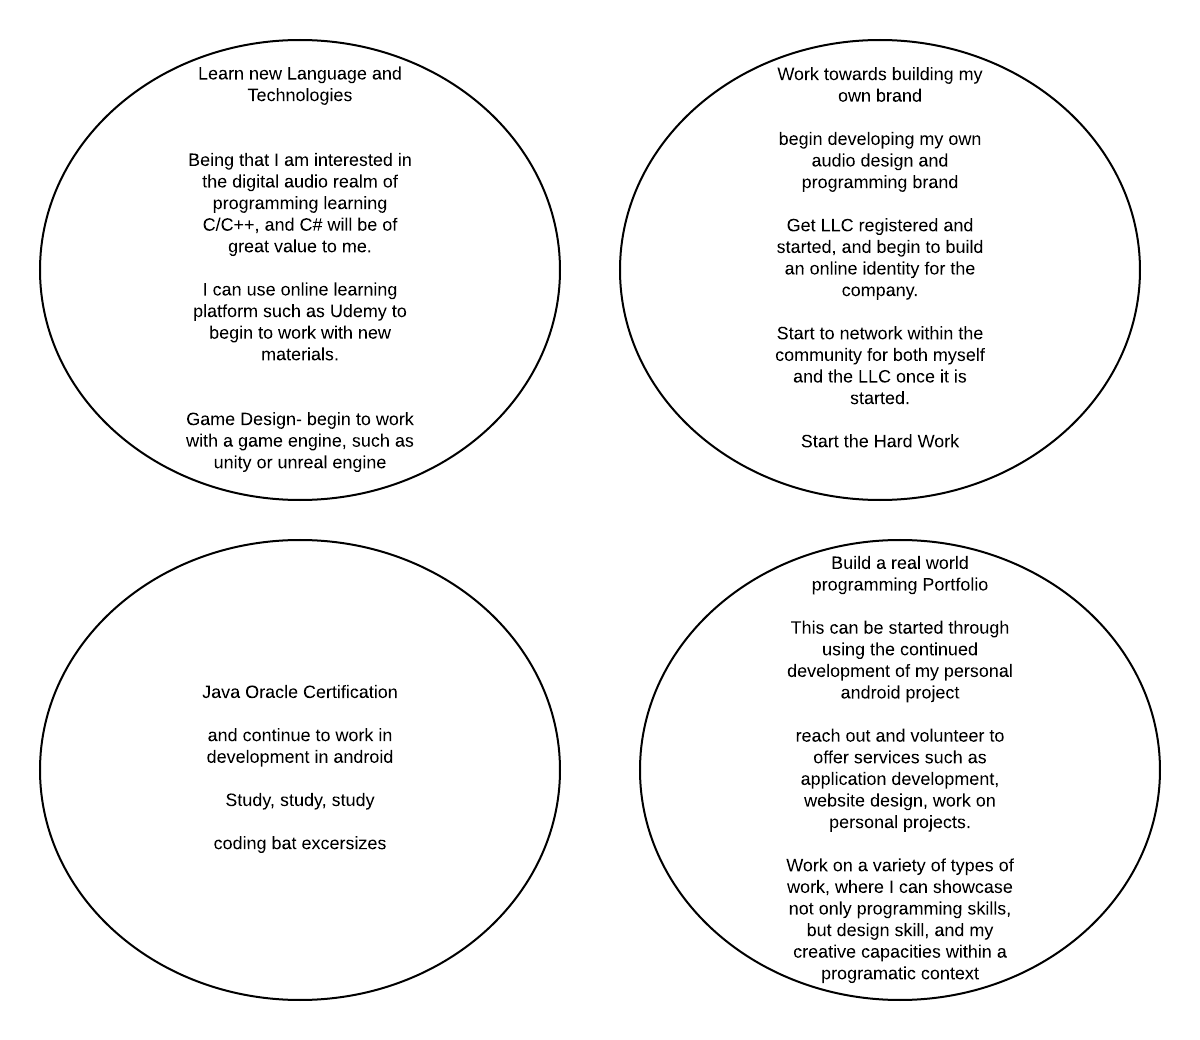 Learn new Language and
Technologies
Being that I am interested in
the digital audio realm of
programming learning
C/C++, and C# will be of
great value to me.
I can use online learning
platform such as Udemy to
begin to work with new
materials.
Game Design- begin to work
with a game engine, such as
unity or unreal engine
Work towards building my
own brand
begin developing my own
audio design and
programming brand
Get LLC registered and
started, and begin to build
an online identity for the
company.
Start to network within the
community for both myself
and the LLC once it is
started.
Start the Hard Work
Java Oracle Certification
and continue to work in
development in android
Study, study, study
coding bat excersizes
Build a real world
programming Portfolio
This can be started through
using the continued
development of my personal
android project
reach out and volunteer to
offer services such as
application development,
website design, work on
personal projects.
Work on a variety of types of
work, where I can showcase
not only programming skills,
but design skill, and my
creative capacities within a
programatic context